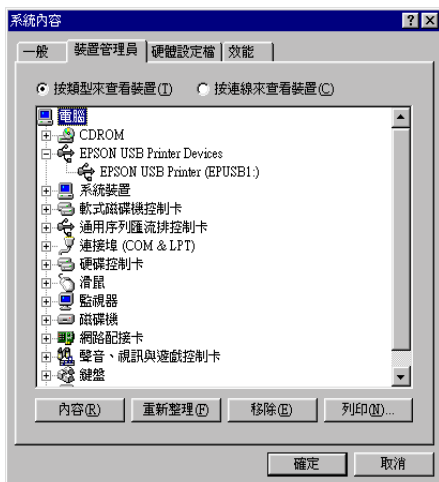 系統內容
一般 裝置管理員 硬體設定檔 效能
按類型來查看裝置(T) 按連線來查看裝置(C)
電腦
CDROM
EPSON USB Printer Devices
EPSON USB Printer (EPUSB1:)
系統裝置
軟式磁碟機控制卡
通用序列匯流排控制卡
連接埠 (COM & LPT)
硬碟控制卡
滑鼠
監視器
磁碟機
網路配接卡
聲音、視訊與遊戲控制卡
鍵盤
內容(R) 重新整理(F) 移除(E) 列印(N)...
確定 取消